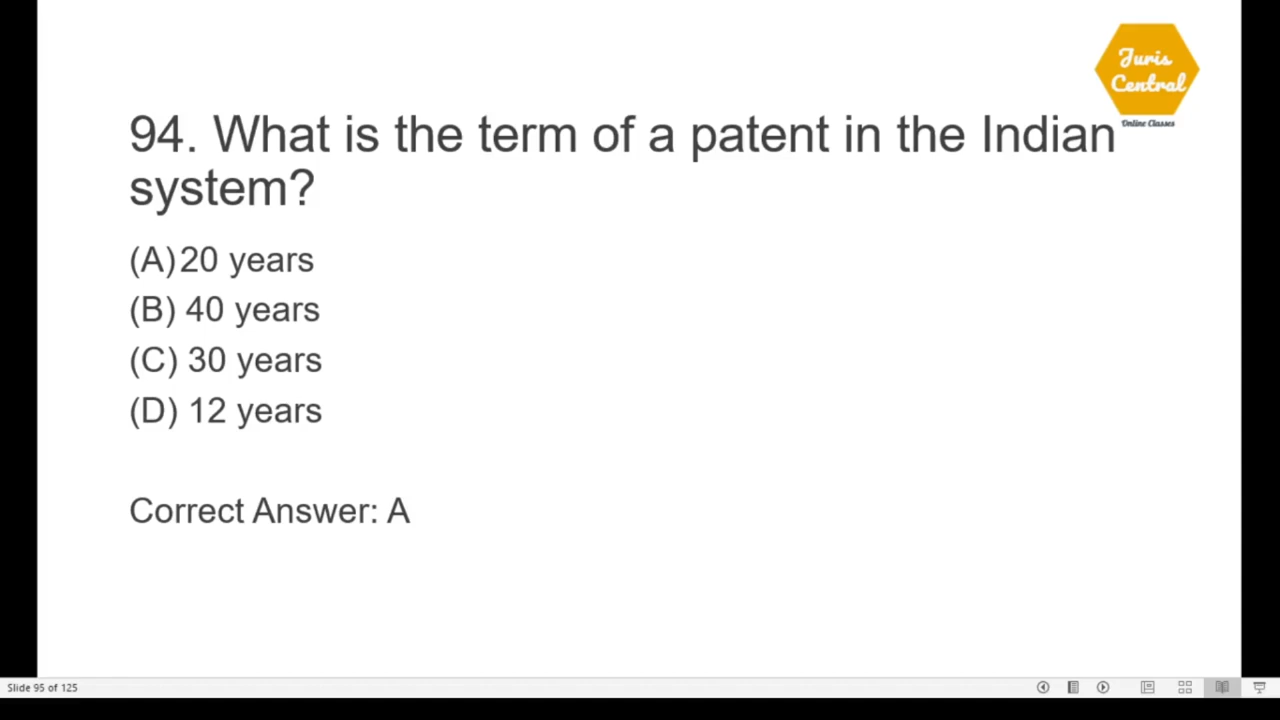 Juris
Central
Online Classes
94. What is the term of a patent in the Indian
system?
(A) 20 years
(B) 40 years
(C) 30 years
(D) 12 years
Correct Answer: A
Slide 95 of 125